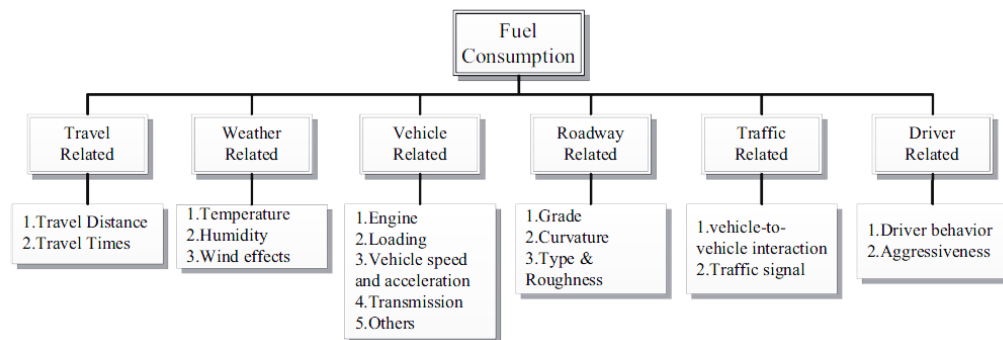 Fuel
Consumption
Travel
Related
Weather
Related
Vehicle
Related
Roadway
Related
Traffic
Related
Driver
Related
1.Travel Distance
2.Travel Times
1.Temperature
2.Humidity
3.Wind effects
1.Engine
2.Loading
3.Vehicle speed
and acceleration
4.Transmission
5.Others
1.Grade
2.Curvature
3.Type &
Roughness
1.vehicle-to-
vehicle interaction
2.Traffic signal
1.Driver behavior
2.Aggressiveness